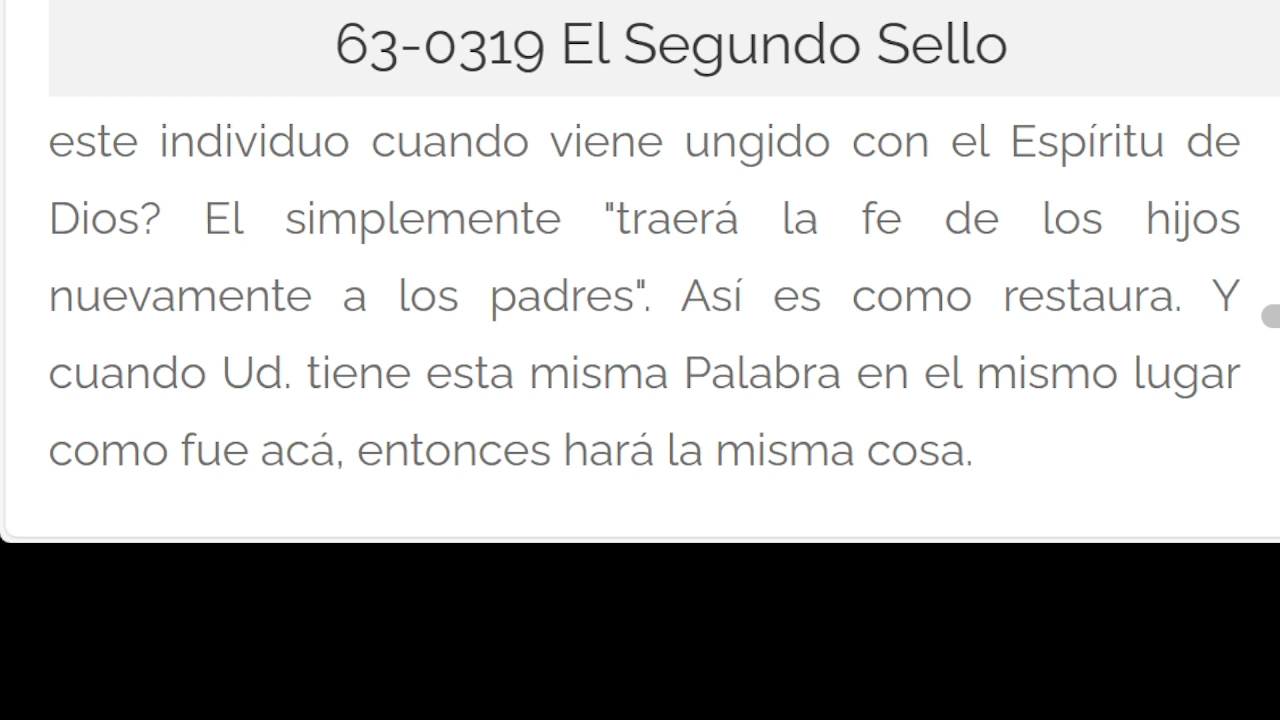 63-0319 El Segundo Sello
este individuo cuando viene ungido con el Espíritu de
Dios? El simplemente "traerá la fe de los hijos
nuevamente a los padres". Así es como restaura. Y
cuando Ud. tiene esta misma Palabra en el mismo lugar
como fue acá, entonces hará la misma cosa.